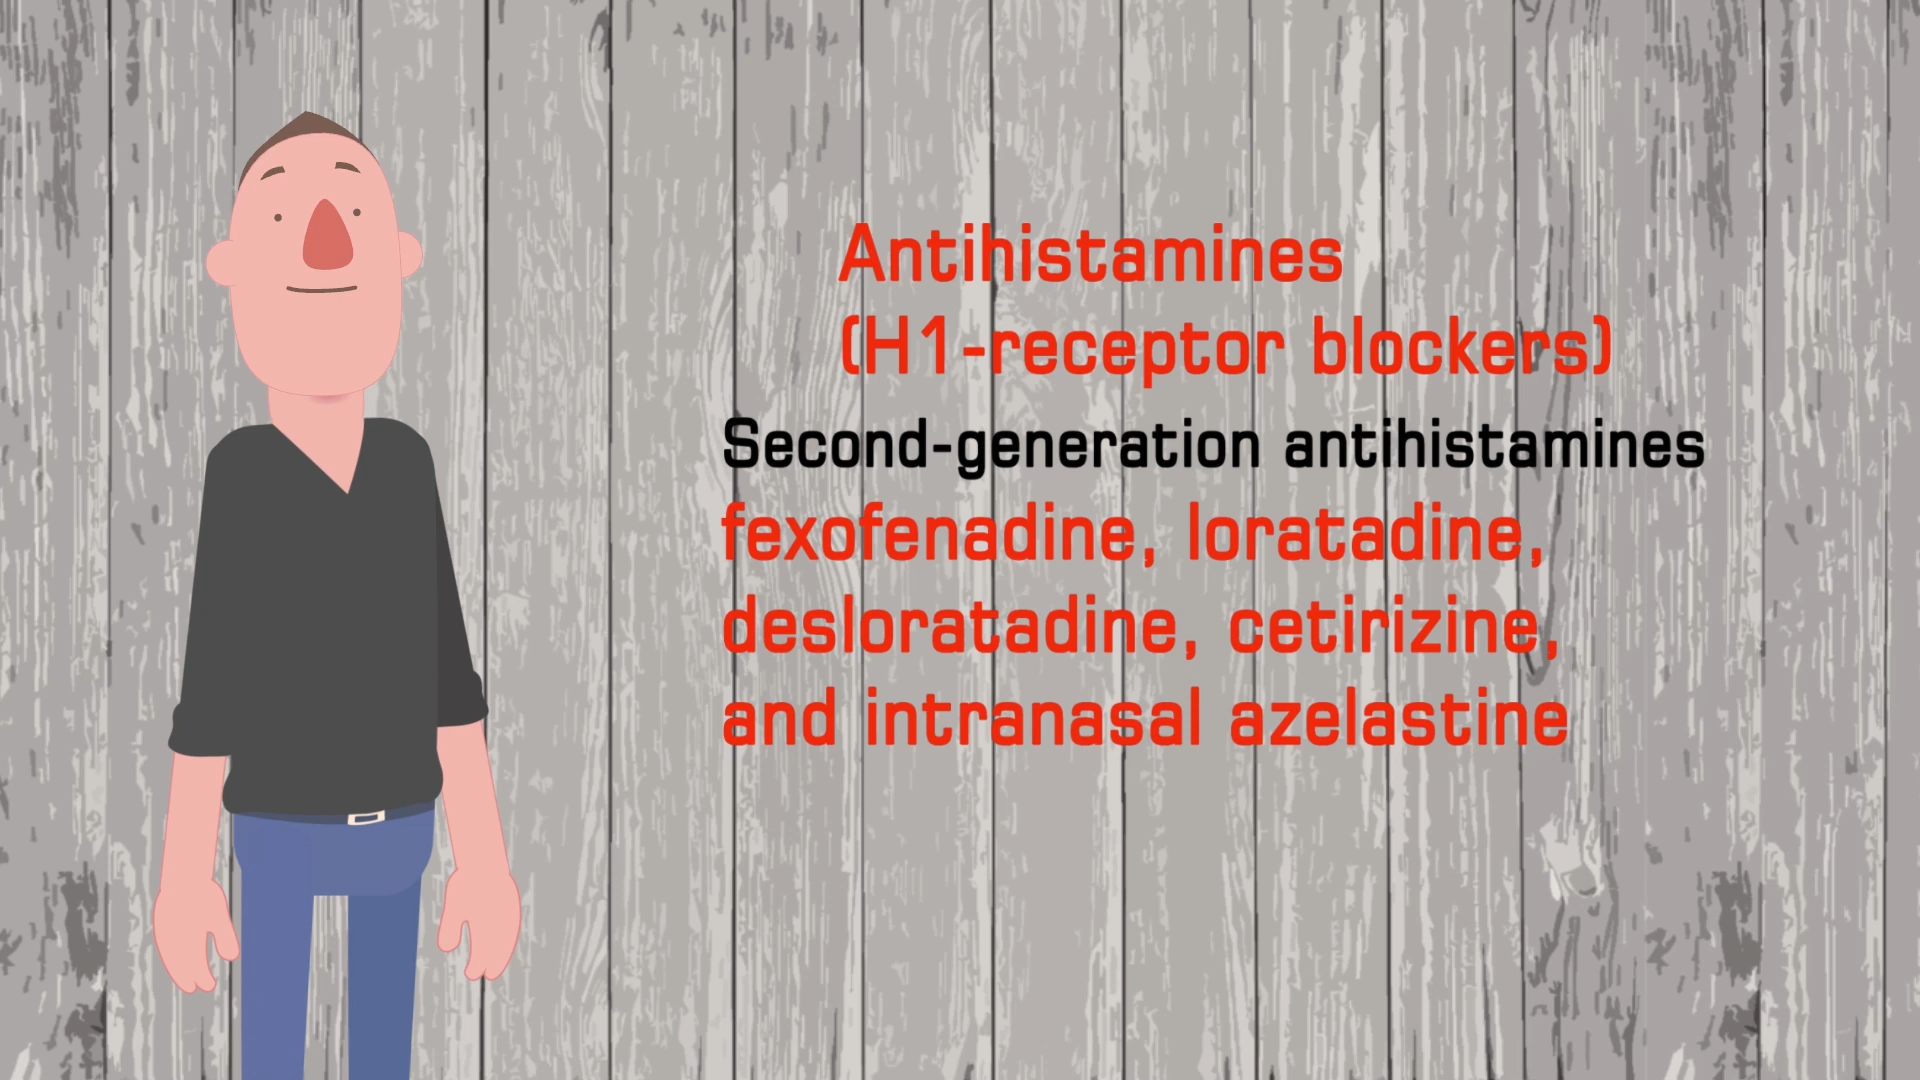 Antihistamines
(H1-receptor blockers)
Second-generation antihistamines
fexofenadine, loratadine,
desloratadine, cetirizine,
and intranasal azelastine